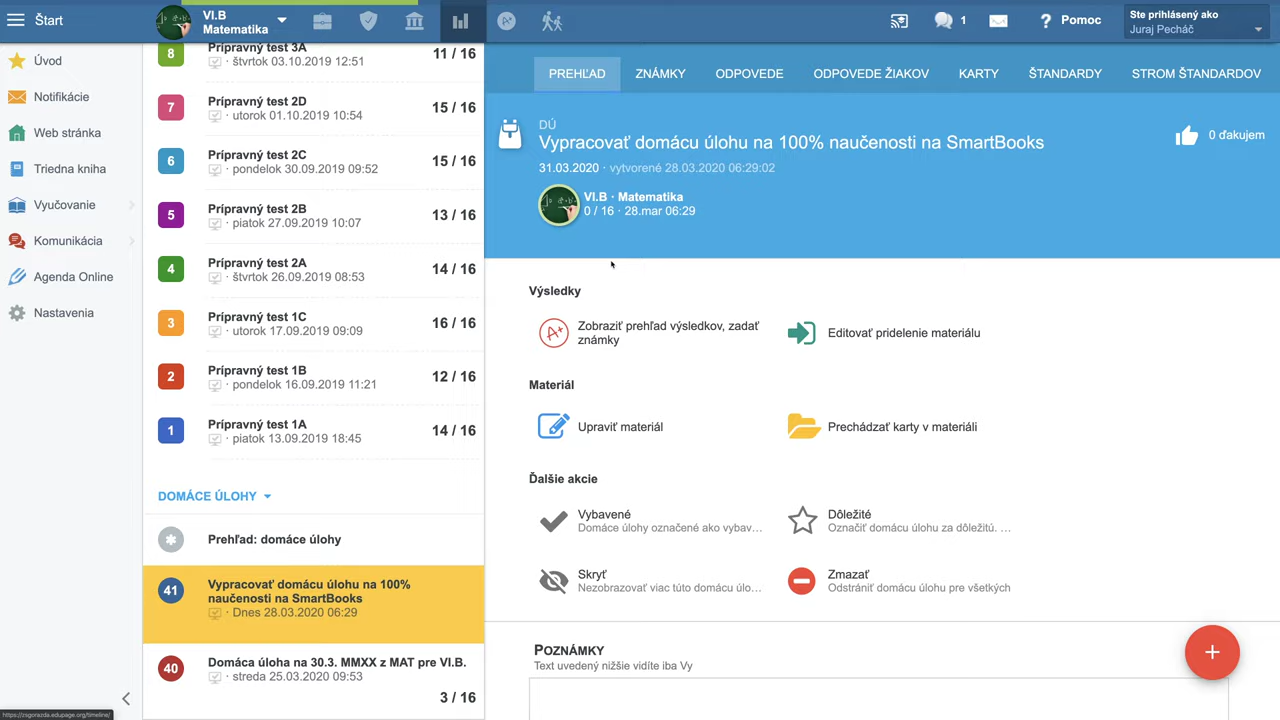 Štart
VI.B
Matematika
1
Pomoc
Ste prihlásený ako
Juraj Pecháč
Úvod
Notifikácie
Web stránka
Triedna kniha
Vyučovanie
Komunikácia
Agenda Online
Nastavenia
8
Prípravný test 3A
· štvrtok 03.10.2019 12:51
11 / 16
7
Prípravný test 2D
· utorok 01.10.2019 10:54
15 / 16
6
Prípravný test 2C
· pondelok 30.09.2019 09:52
15 / 16
5
Prípravný test 2B
· piatok 27.09.2019 10:07
13 / 16
4
Prípravný test 2A
· štvrtok 26.09.2019 08:53
14 / 16
3
Prípravný test 1C
· utorok 17.09.2019 09:09
16 / 16
2
Prípravný test 1B
· pondelok 16.09.2019 11:21
12 / 16
1
Prípravný test 1A
· piatok 13.09.2019 18:45
14 / 16
DOMÁCE ÚLOHY
Prehľad: domáce úlohy
41
Vypracovať domácu úlohu na 100%
naučenosti na SmartBooks
· Dnes 28.03.2020 06:29
40
Domáca úloha na 30.3. MMXX z MAT pre VI.B.
· streda 25.03.2020 09:53
3 / 16
https://zsgorazda.edupage.org/timeline/
PREHĽAD
ZNÁMKY
ODPOVEDE
ODPOVEDE ŽIAKOV
KARTY
ŠTANDARDY
STROM ŠTANDARDOV
DÚ
Vypracovať domácu úlohu na 100% naučenosti na SmartBooks
31.03.2020 · vytvorené 28.03.2020 06:29:02
0 ďakujem
VI.B · Matematika
0 / 16 · 28.mar 06:29
Výsledky
A+
Zobraziť prehľad výsledkov, zadať
známky
Editovať pridelenie materiálu
Materiál
Upraviť materiál
Prechádzať karty v materiáli
Ďalšie akcie
Vybavené
Domáce úlohy označené ako vybav…
Dôležité
Označiť domácu úlohu za dôležitú. …
Skryť
Nezobrazovať viac túto domácu úlo…
Zmazať
Odstrániť domácu úlohu pre všetkých
POZNÁMKY
Text uvedený nižšie vidíte iba Vy
+